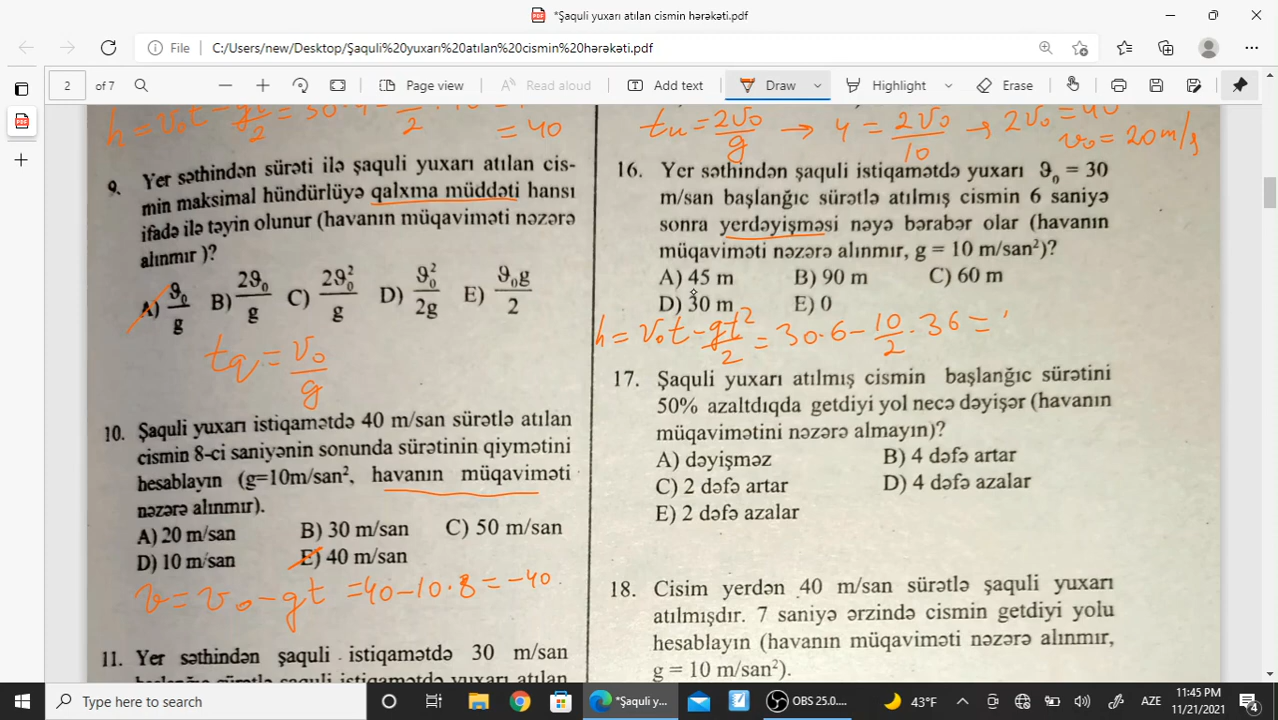 *Şaquli yuxarı atılan cismin hərəkəti.pdf
File C:/Users/new/Desktop/Şaquli%20yuxarı%20atılan%20cismin%20hərəkəti.pdf
2 of 7 Page view Read aloud Add text Draw Highlight Erase
= 40
tu = 2v₀/g → 4 = 2v₀/10 → 2v₀ = 40
v₀ = 20 m/s
9. Yer səthindən sürəti ilə şaquli yuxarı atılan cis-
min maksimal hündürlüyə qalxma müddəti hansı
ifadə ilə təyin olunur (havanın müqaviməti nəzərə
alınmır )?
A) ϑ₀/g B) 2ϑ₀/g C) 2ϑ₀²/g D) ϑ₀²/2g E) ϑ₀g/2
tq = v₀/g
10. Şaquli yuxarı istiqamətdə 40 m/san sürətlə atılan
cismin 8-ci saniyənin sonunda sürətinin qiymətini
hesablayın (g=10m/san², havanın müqaviməti
nəzərə alınmır).
A) 20 m/san B) 30 m/san C) 50 m/san
D) 10 m/san E) 40 m/san
v = v₀ - gt = 40 - 10·8 = -40
11. Yer səthindən şaquli istiqamətdə 30 m/san
16. Yer səthindən şaquli istiqamətdə yuxarı ϑ₀ = 30
m/san başlanğıc sürətlə atılmış cismin 6 saniyə
sonra yerdəyişməsi nəyə bərabər olar (havanın
müqaviməti nəzərə alınmır, g = 10 m/san²)?
A) 45 m B) 90 m C) 60 m
D) 30 m E) 0
h = v₀t - gt²/2 = 30·6 - 10/2 · 36 =
17. Şaquli yuxarı atılmış cismin başlanğıc sürətini
50% azaltdıqda getdiyi yol necə dəyişər (havanın
müqavimətini nəzərə almayın)?
A) dəyişməz B) 4 dəfə artar
C) 2 dəfə artar D) 4 dəfə azalar
E) 2 dəfə azalar
18. Cisim yerdən 40 m/san sürətlə şaquli yuxarı
atılmışdır. 7 saniyə ərzində cismin getdiyi yolu
hesablayın (havanın müqaviməti nəzərə alınmır,
g = 10 m/san²).
Type here to search *Şaquli y... OBS 25.0.... 43°F AZE 11:45 PM
11/21/2021 4